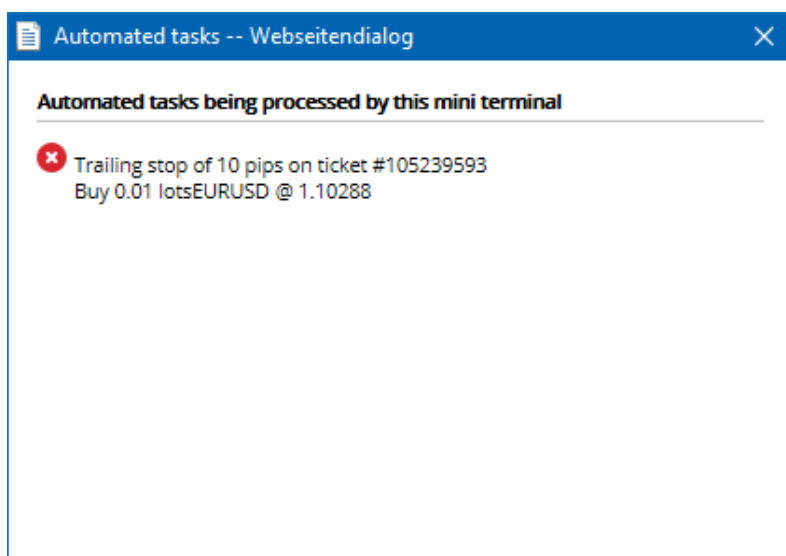 Automated tasks -- Webseitendialog
Automated tasks being processed by this mini terminal
Trailing stop of 10 pips on ticket #105239593
Buy 0.01 lotsEURUSD @ 1.10288